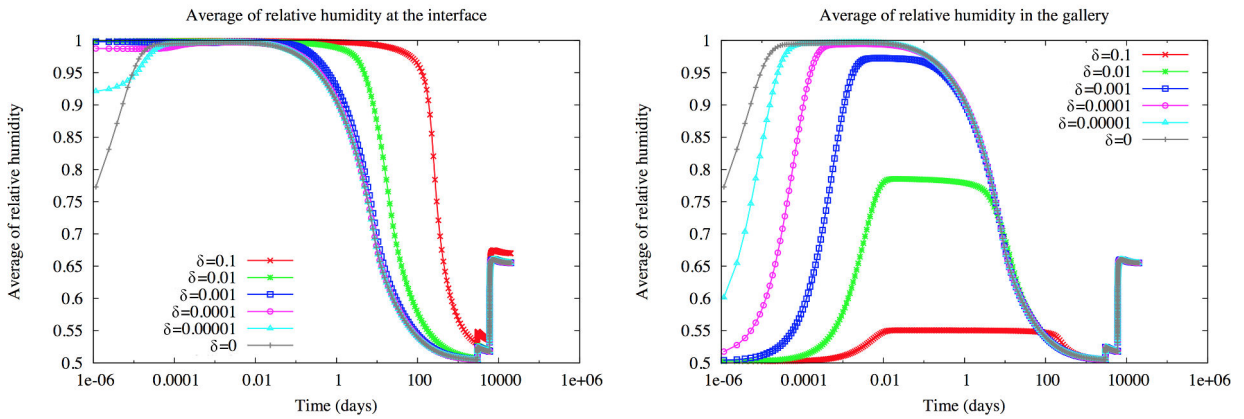 Average of relative humidity at the interface
Average of relative humidity
1
0.95
0.9
0.85
0.8
0.75
0.7
0.65
0.6
0.55
0.5
δ=0.1
δ=0.01
δ=0.001
δ=0.0001
δ=0.00001
δ=0
1e-06
0.0001
0.01
1
100
10000
1e+06
Time (days)
Average of relative humidity in the gallery
Average of relative humidity
1
0.95
0.9
0.85
0.8
0.75
0.7
0.65
0.6
0.55
0.5
δ=0.1
δ=0.01
δ=0.001
δ=0.0001
δ=0.00001
δ=0
1e-06
0.0001
0.01
1
100
10000
1e+06
Time (days)